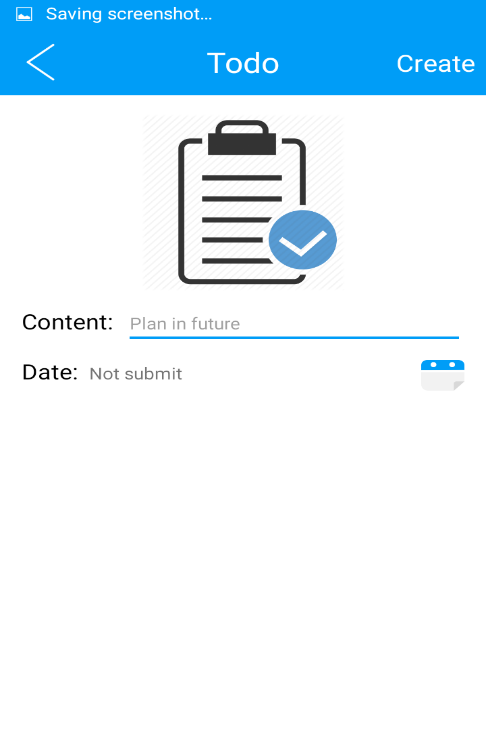 Saving screenshot...
Todo Create
Content: Plan in future
Date: Not submit